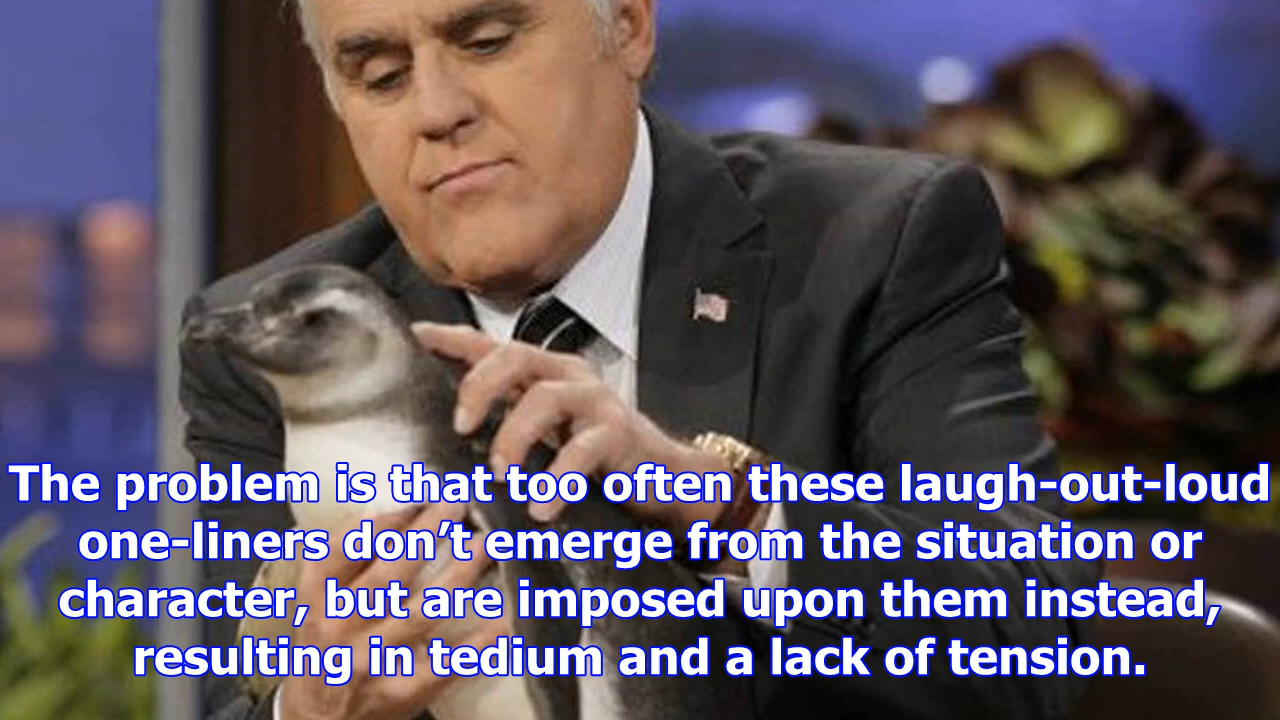 The problem is that too often these laugh-out-loud
one-liners don’t emerge from the situation or
character, but are imposed upon them instead,
resulting in tedium and a lack of tension.